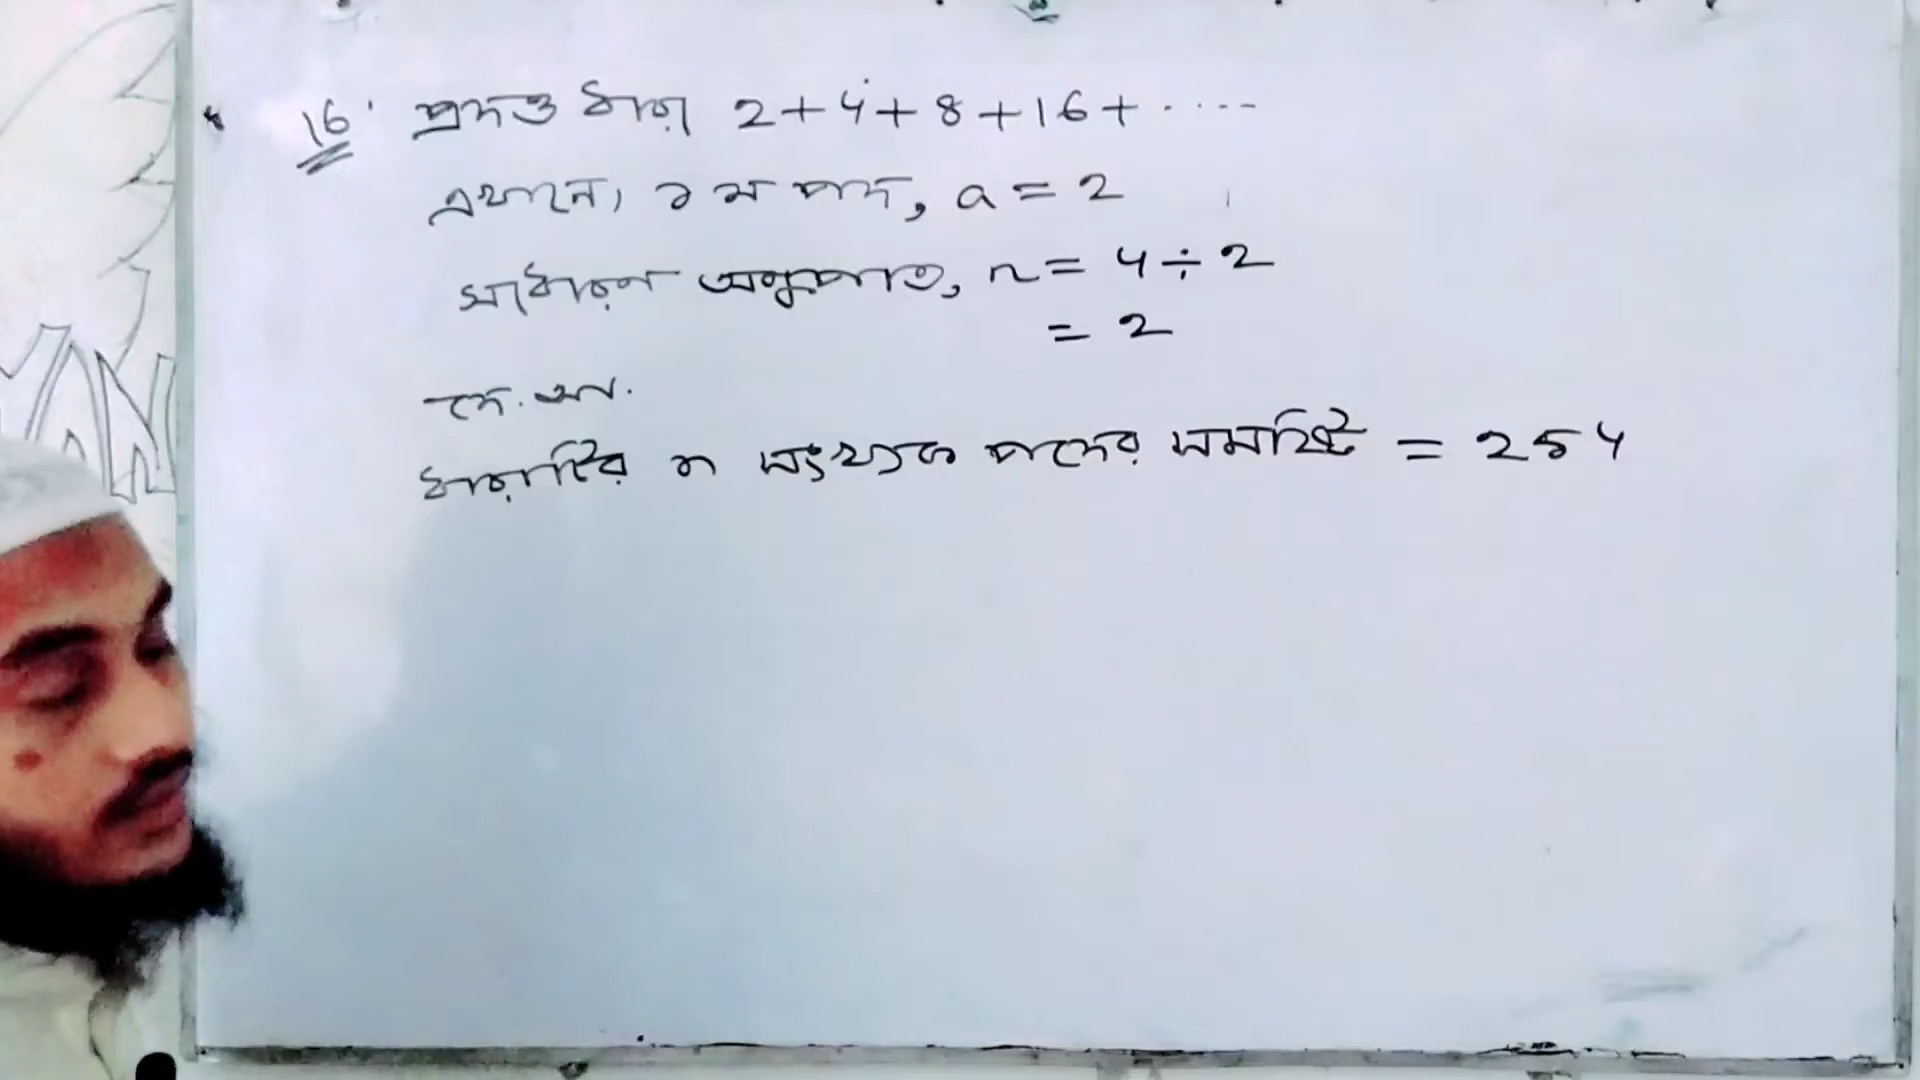 16. প্রদত্ত ধারা 2+4+8+16+.....
এখানে, ১ম পদ, a = 2
সাধারণ অনুপাত, r = 4÷2
= 2
দে. আ.
ধারাটির n সংখ্যক পদের সমষ্টি = 254